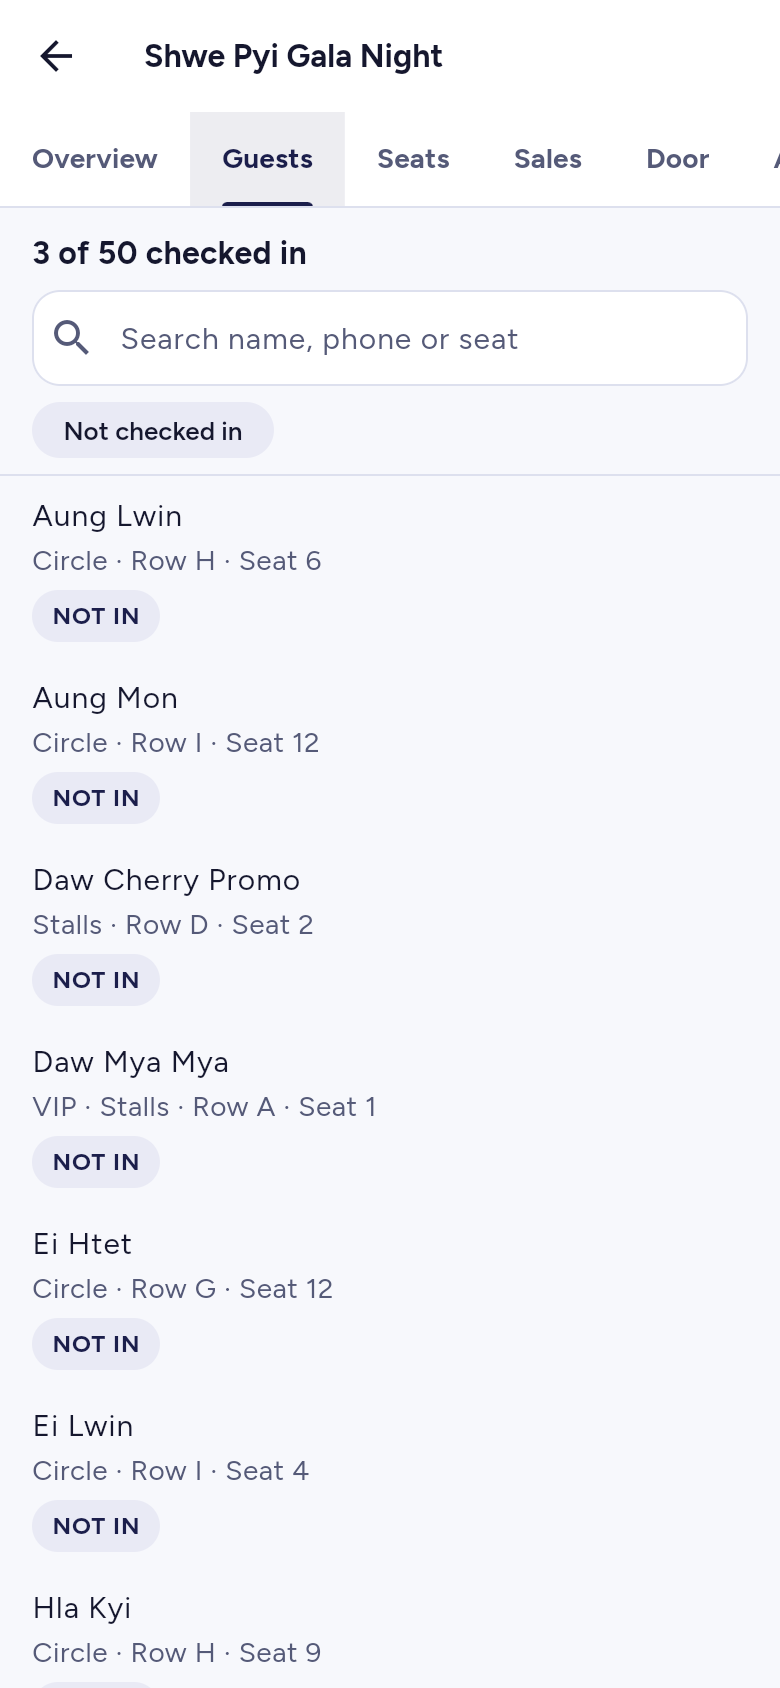 Shwe Pyi Gala Night
Overview Guests Seats Sales Door
3 of 50 checked in
Search name, phone or seat
Not checked in
Aung Lwin
Circle · Row H · Seat 6
NOT IN
Aung Mon
Circle · Row I · Seat 12
NOT IN
Daw Cherry Promo
Stalls · Row D · Seat 2
NOT IN
Daw Mya Mya
VIP · Stalls · Row A · Seat 1
NOT IN
Ei Htet
Circle · Row G · Seat 12
NOT IN
Ei Lwin
Circle · Row I · Seat 4
NOT IN
Hla Kyi
Circle · Row H · Seat 9